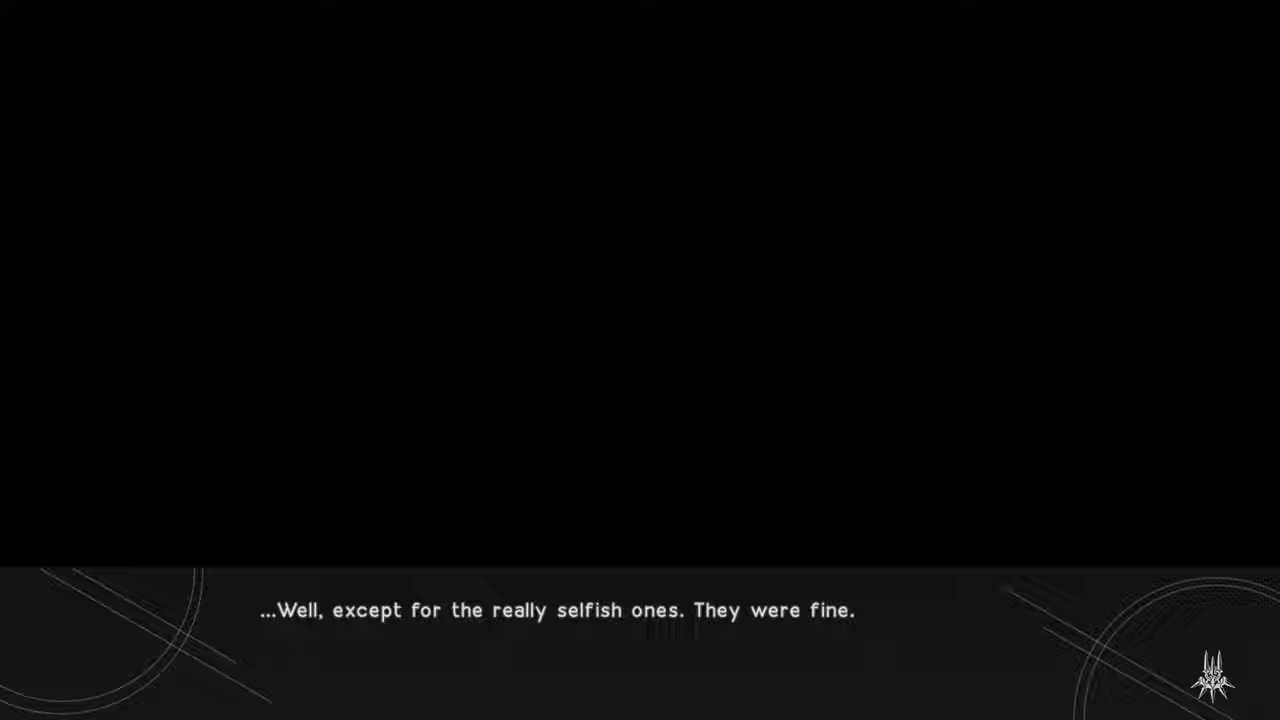 ...Well, except for the really selfish ones. They were fine.